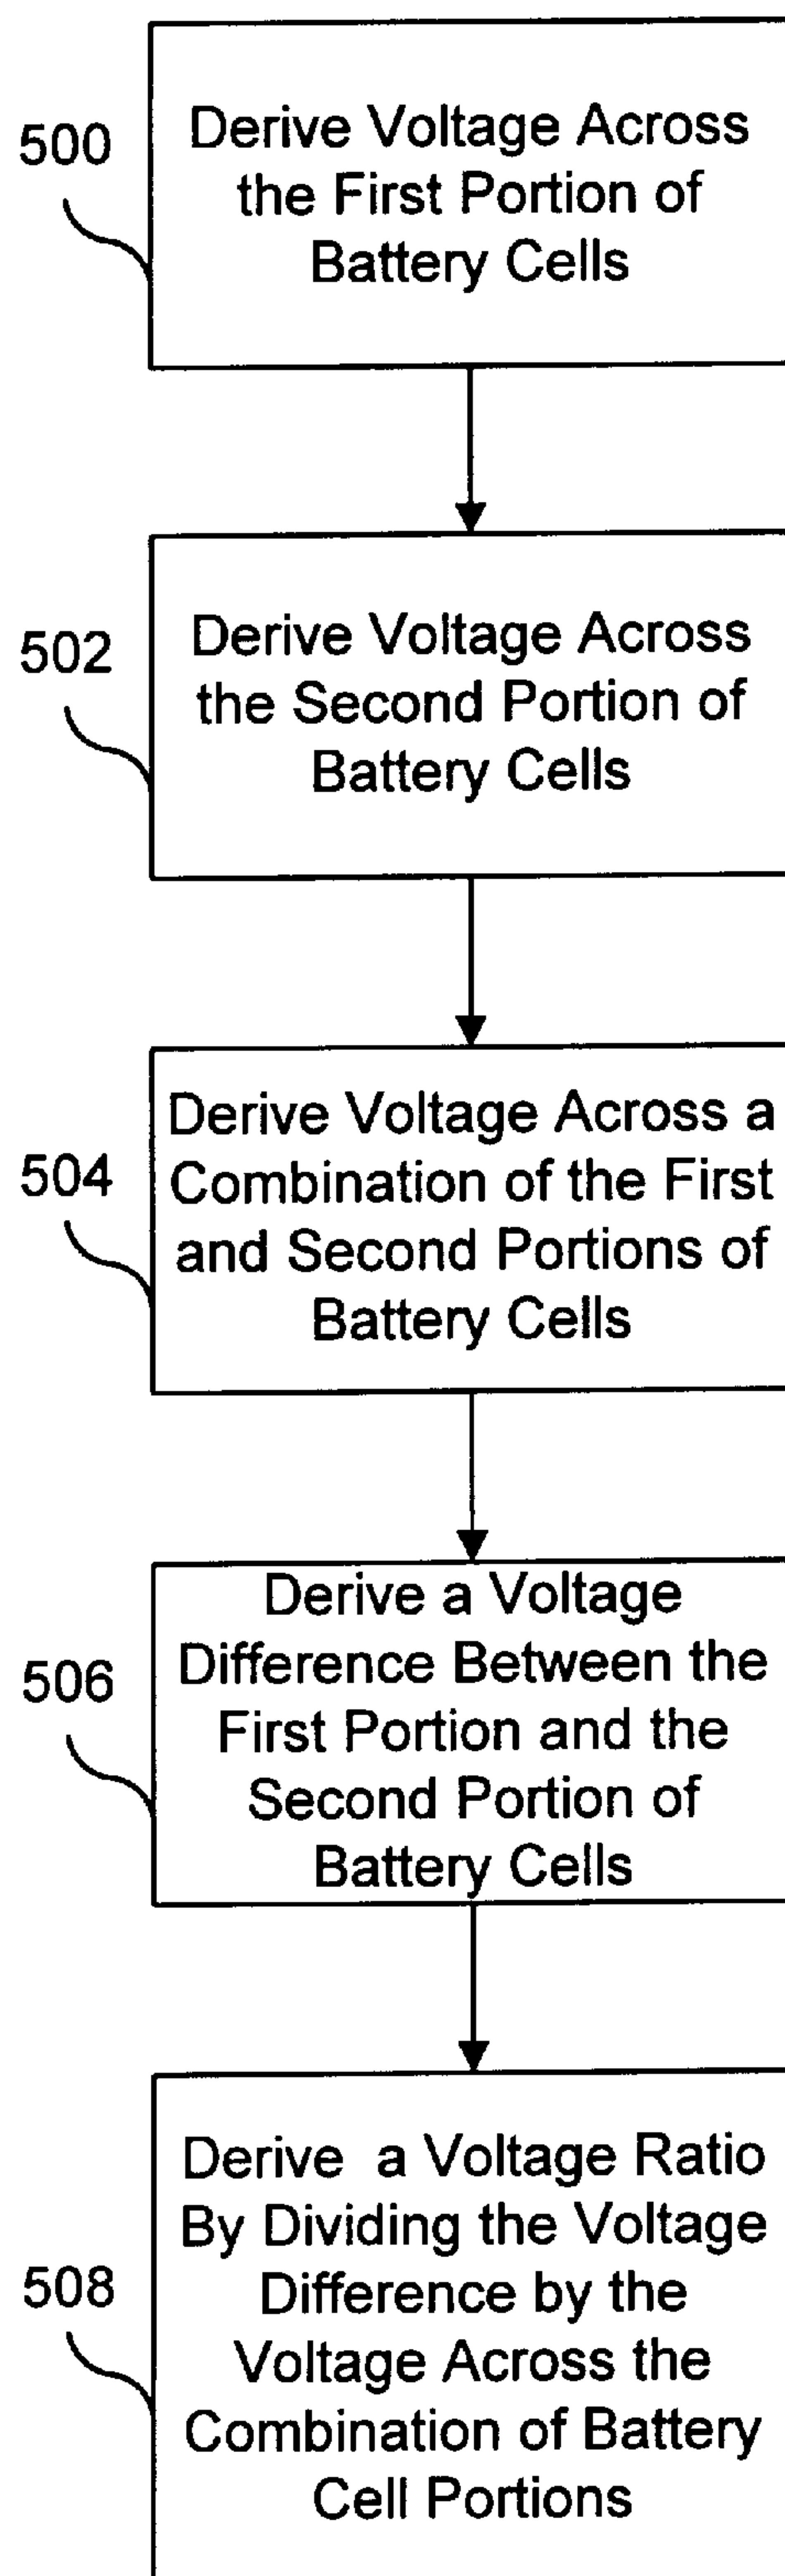 500
Derive Voltage Across
the First Portion of
Battery Cells
502
Derive Voltage Across
the Second Portion of
Battery Cells
504
Derive Voltage Across a
Combination of the First
and Second Portions of
Battery Cells
506
Derive a Voltage
Difference Between the
First Portion and the
Second Portion of
Battery Cells
508
Derive a Voltage Ratio
By Dividing the Voltage
Difference by the
Voltage Across the
Combination of Battery
Cell Portions